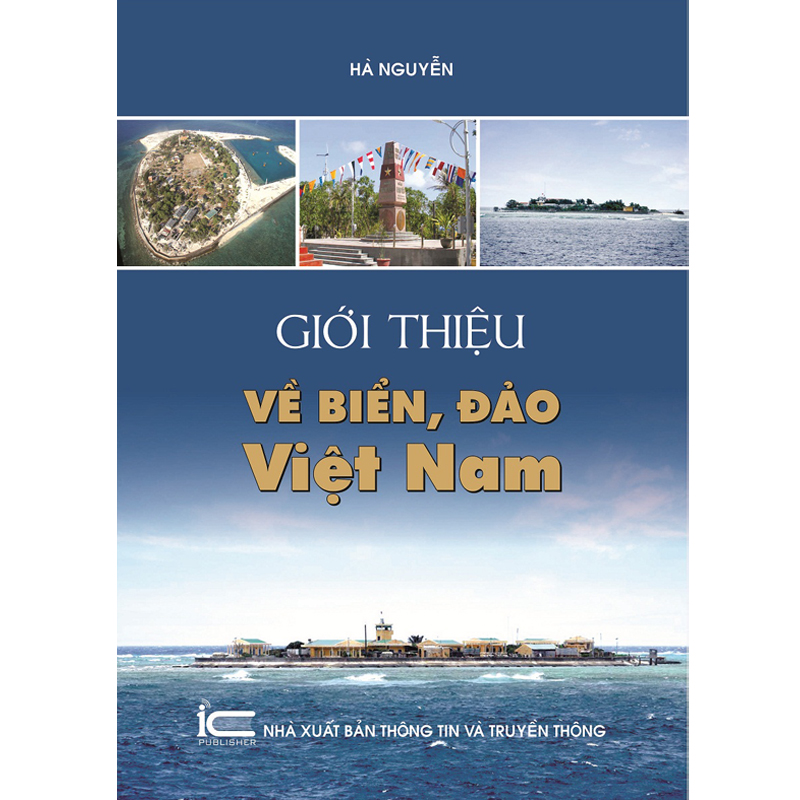 HÀ NGUYỄN
GIỚI THIỆU
VỀ BIỂN, ĐẢO
Việt Nam
ic
PUBLISHER
NHÀ XUẤT BẢN THÔNG TIN VÀ TRUYỀN THÔNG